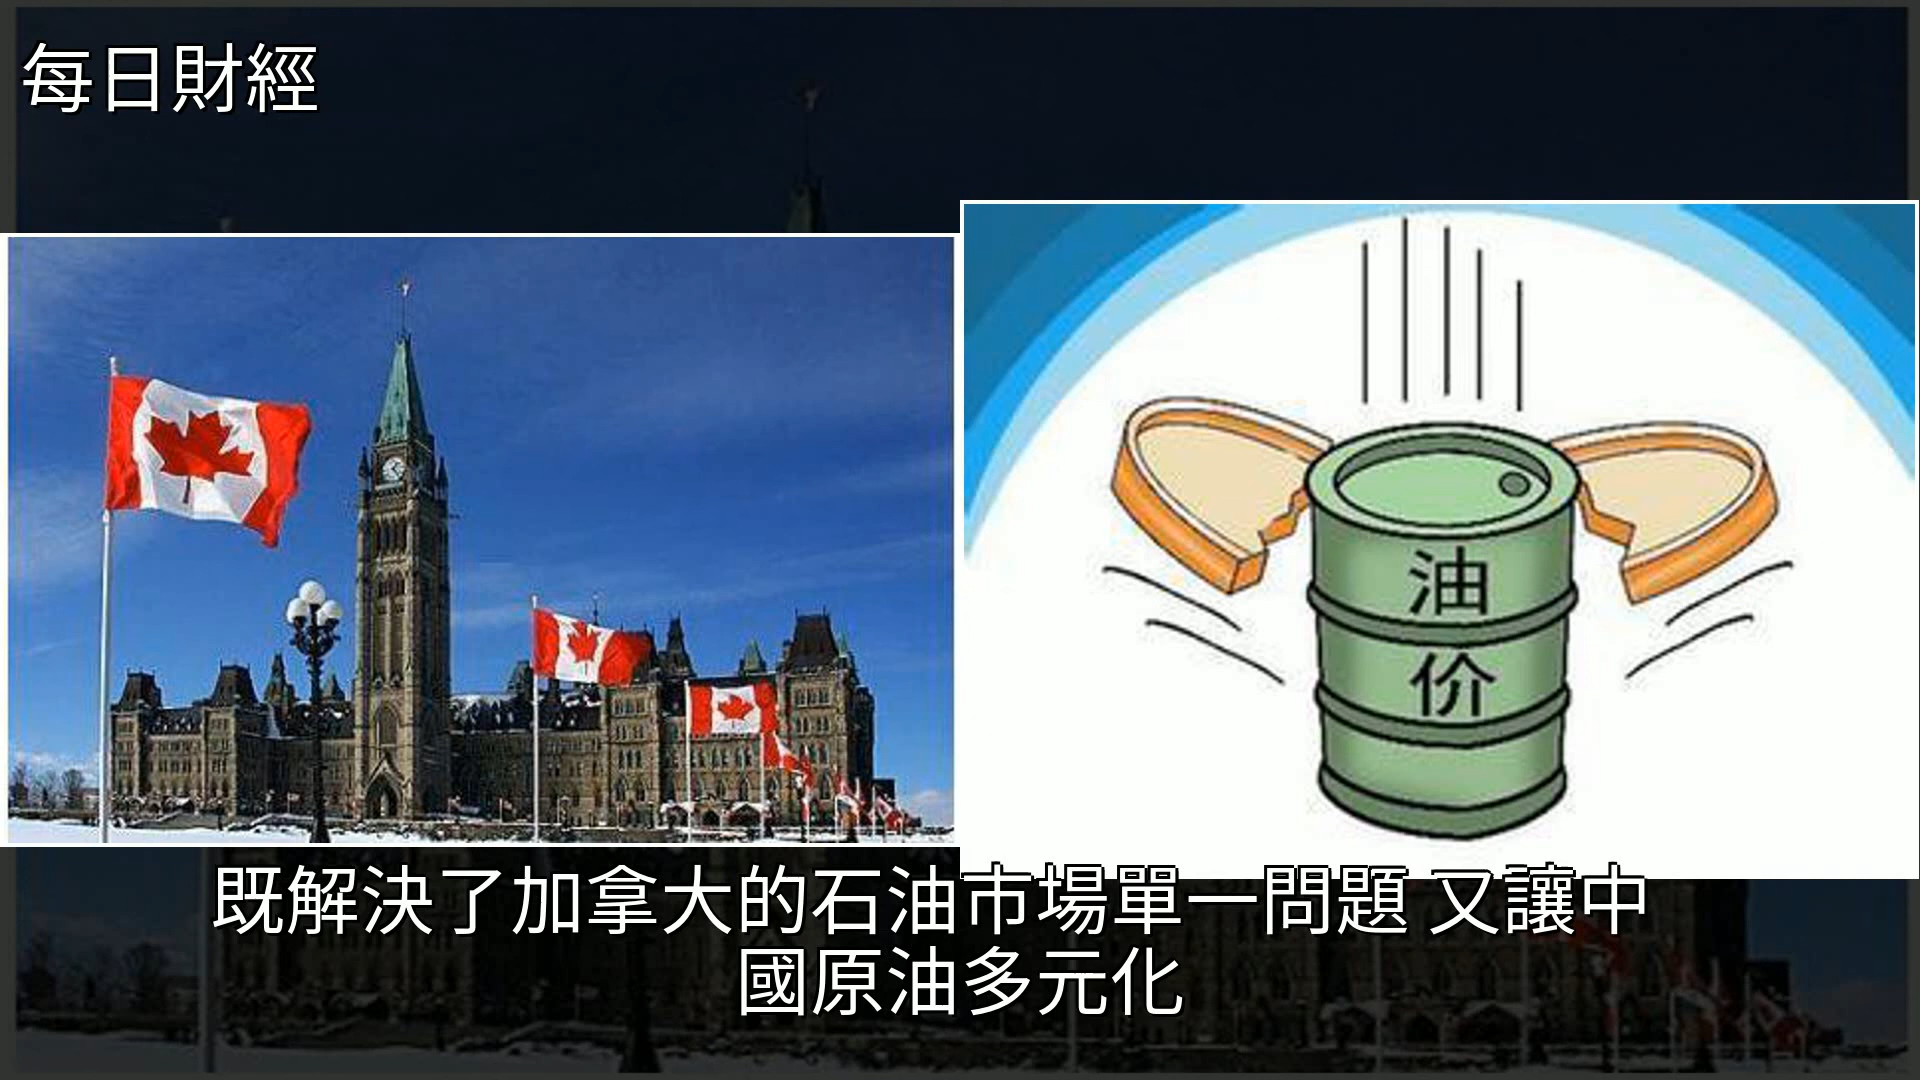 每日財經
油
价
既解決了加拿大的石油市場單一問題 又讓中
國原油多元化